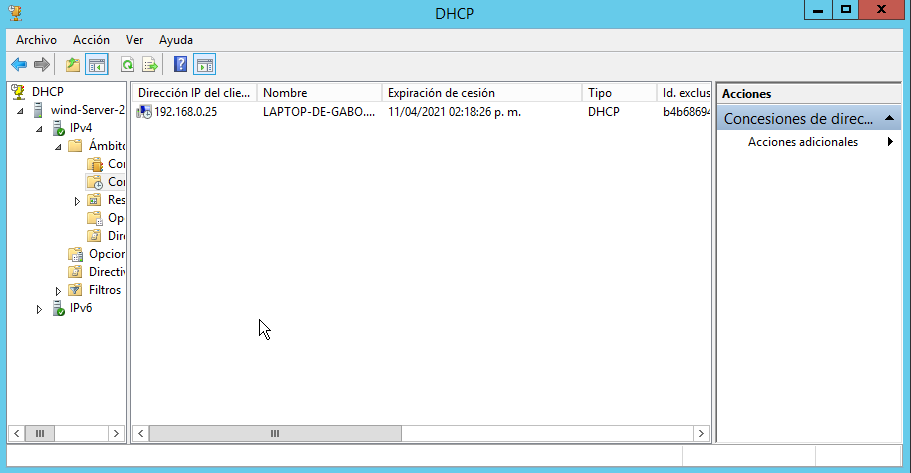 DHCP
Archivo Acción Ver Ayuda
DHCP
wind-Server-2
IPv4
Ámbito
Con
Con
Res
Op
Dire
Opcion
Directiv
Filtros
IPv6
Dirección IP del clie... Nombre Expiración de cesión Tipo Id. exclus
192.168.0.25 LAPTOP-DE-GABO.... 11/04/2021 02:18:26 p. m. DHCP b4b68694
Acciones
Concesiones de direc...
Acciones adicionales